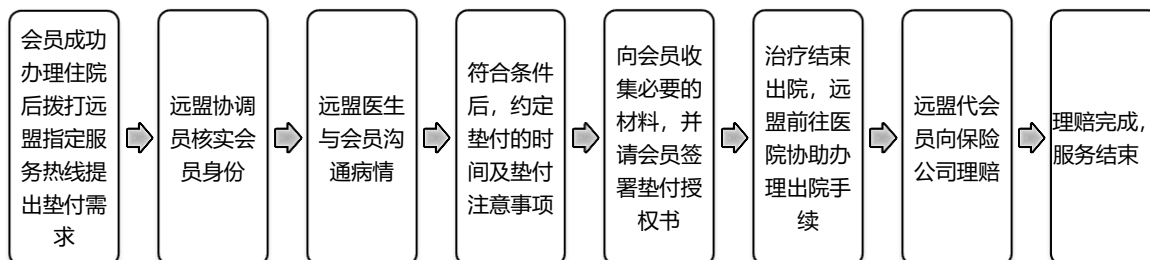 会员成功
办理住院
后拨打远
盟指定服
务热线提
出垫付需
求
远盟协调
员核实会
员身份
远盟医生
与会员沟
通病情
符合条件
后，约定
垫付的时
间及垫付
注意事项
向会员收
集必要的
材料，并
请会员签
署垫付授
权书
治疗结束
出院，远
盟前往医
院协助办
理出院手
续
远盟代会
员向保险
公司理赔
理赔完成，
服务结束